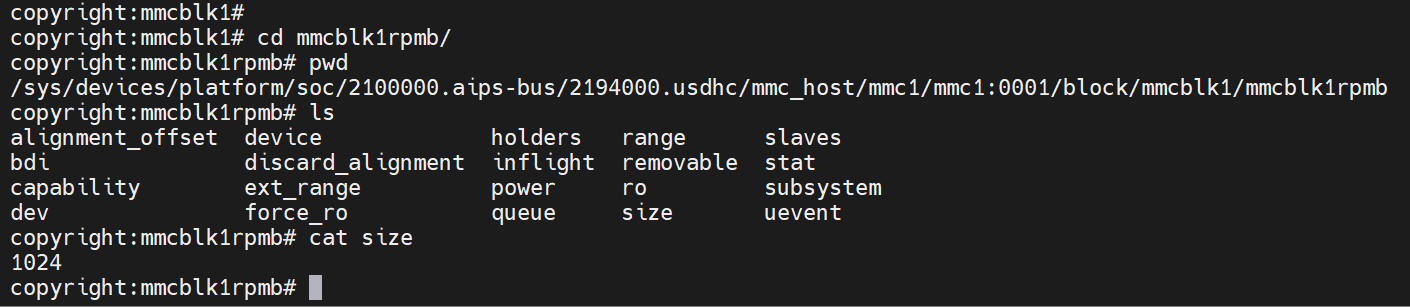 copyright:mmcblk1#
copyright:mmcblk1# cd mmcblk1rpmb/
copyright:mmcblk1rpmb# pwd
/sys/devices/platform/soc/2100000.aips-bus/2194000.usdhc/mmc_host/mmc1/mmc1:0001/block/mmcblk1/mmcblk1rpmb
copyright:mmcblk1rpmb# ls
alignment_offset  device             holders   range      slaves
bdi               discard_alignment  inflight  removable  stat
capability        ext_range          power     ro         subsystem
dev               force_ro           queue     size       uevent
copyright:mmcblk1rpmb# cat size
1024
copyright:mmcblk1rpmb#